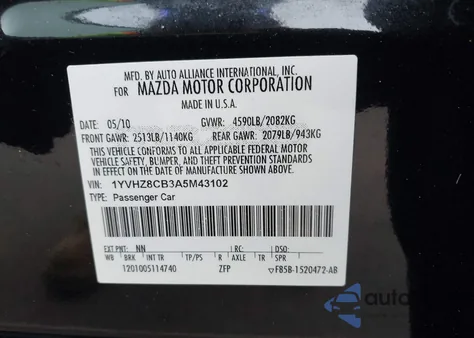 MFD. BY AUTO ALLIANCE INTERNATIONAL, INC.
FOR MAZDA MOTOR CORPORATION
MADE IN U.S.A.
DATE: 05/10 GVWR: 4590LB/2082KG
FRONT GAWR: 2513LB/1140KG REAR GAWR: 2079LB/943KG
THIS VEHICLE CONFORMS TO ALL APPLICABLE FEDERAL MOTOR
VEHICLE SAFETY, BUMPER, AND THEFT PREVENTION STANDARDS
IN EFFECT ON THE DATE OF MANUFACTURE SHOWN ABOVE.
VIN: 1YVHZ8CB3A5M43102
TYPE: Passenger Car
EXT PNT: NN RC: DSO:
WB BRK INT TR TP/PS R AXLE TR SPR
1201005114740 ZFP F85B-1520472-AB